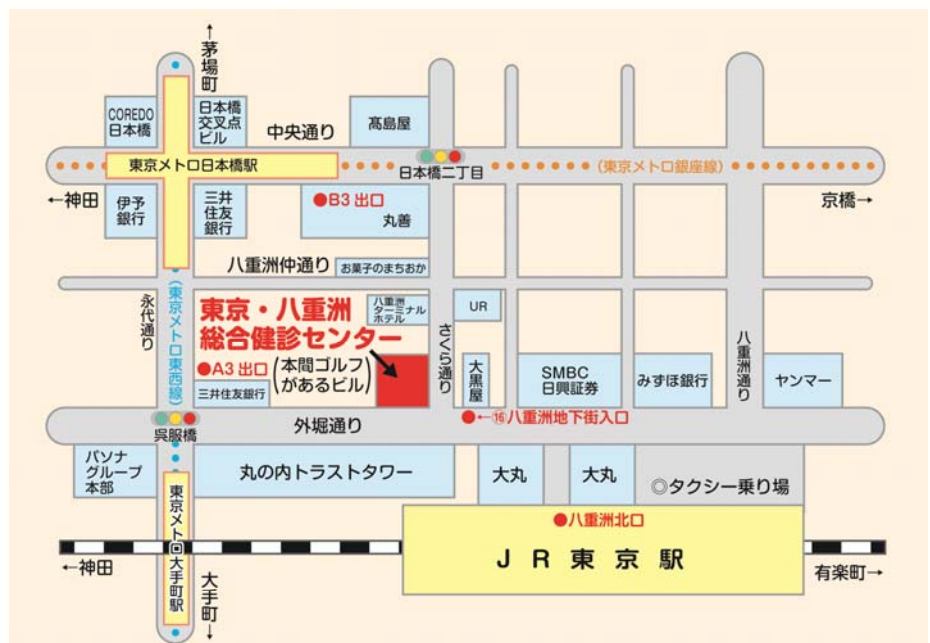 ↑
茅場町
COREDO
日本橋
日本橋
交叉点
ビル
中央通り
髙島屋
東京メトロ日本橋駅
日本橋二丁目
（東京メトロ銀座線）
←神田
京橋→
伊予
銀行
三井
住友
銀行
●B3 出口
丸善
八重洲仲通り
お菓子のまちおか
永代通り
（東京メトロ東西線）
東京・八重洲
総合健診センター
八重洲
ターミナル
ホテル
さくら通り
UR
八重洲通り
●A3 出口
（本間ゴルフ
があるビル）
三井住友銀行
大黒屋
SMBC
日興証券
みずほ銀行
ヤンマー
呉服橋
外堀通り
●←⑯八重洲地下街入口
パソナ
グループ
本部
丸の内トラストタワー
大丸
大丸
◎タクシー乗り場
東京メトロ大手町駅
●八重洲北口
JR東京駅
←神田
有楽町→
大手町
↓